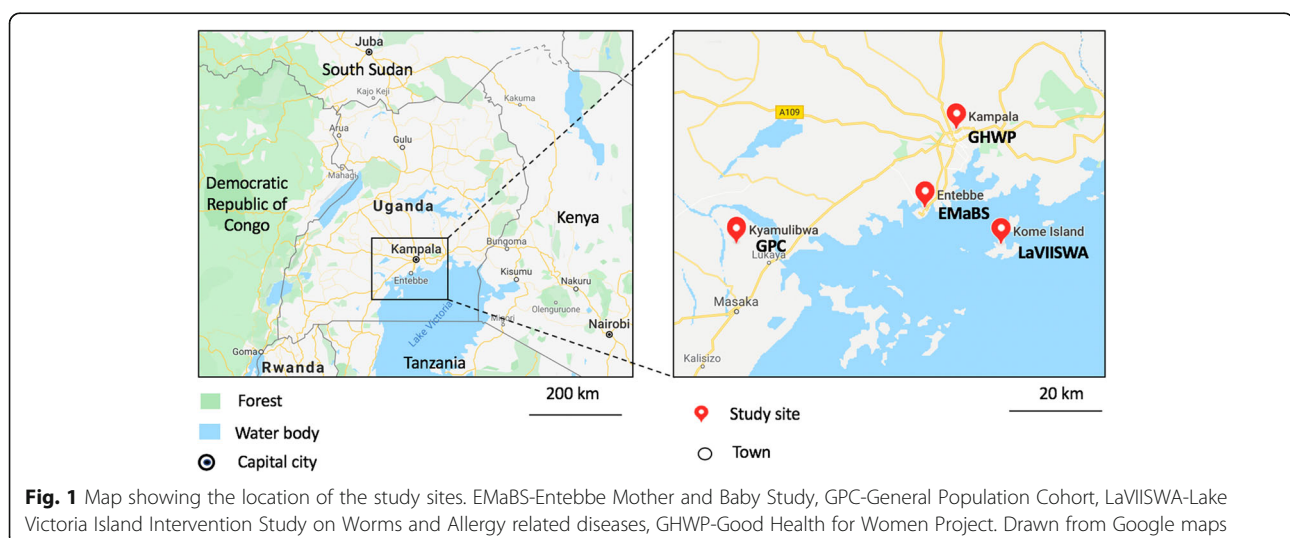 Juba
South Sudan
Kajo Keji
Kakuma
Arua
Gulu
Mahagi
Democratic
Republic of
Congo
Uganda
Kenya
Kampala
Bungoma
Entebbe
Kisumu
Nakuru
Olenguruone
Lake Victoria
Migori
Nairobi
Goma
Rwanda
Tanzania
A109
Kampala
GHWP
Entebbe
EMaBS
Kyamulibwa
GPC
Lukaya
Kome Island
LaVIISWA
Masaka
Kalisizo
200 km
20 km
Forest
Water body
Capital city
Study site
Town
Fig. 1 Map showing the location of the study sites. EMaBS-Entebbe Mother and Baby Study, GPC-General Population Cohort, LaVIISWA-Lake
Victoria Island Intervention Study on Worms and Allergy related diseases, GHWP-Good Health for Women Project. Drawn from Google maps